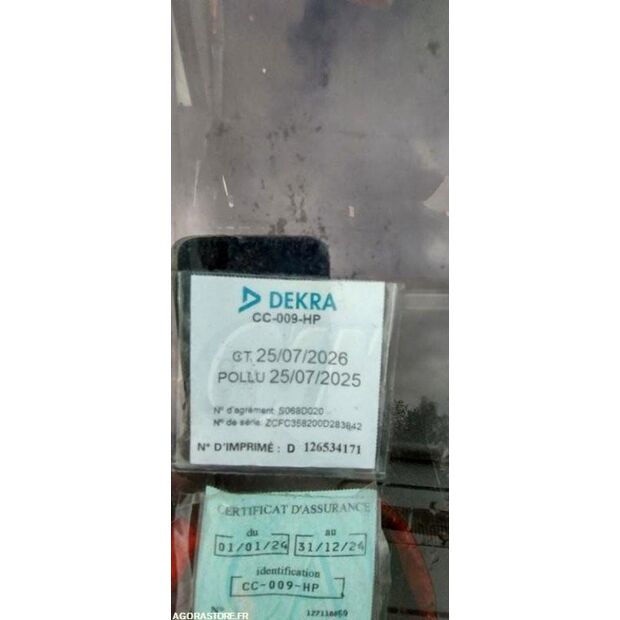 DEKRA
CC-009-HP
CT 25/07/2026
POLLU 25/07/2025
N° d'agrément: S068D020
N° de série: ZCFC358200D283842
N° D'IMPRIMÉ : D 126534171
CERTIFICAT D'ASSURANCE
du au
01/01/24 31/12/24
identification
CC-009-HP
N°
AGORASTORE.FR